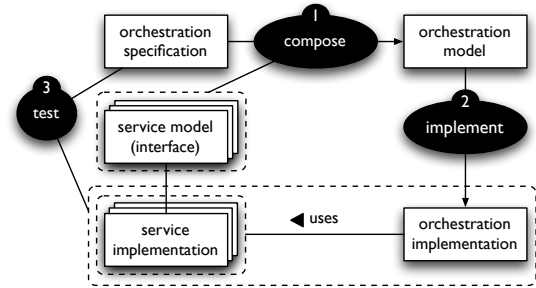 1
orchestration
specification
compose
orchestration
model
3
test
service model
(interface)
2
implement
service
implementation
uses
orchestration
implementation